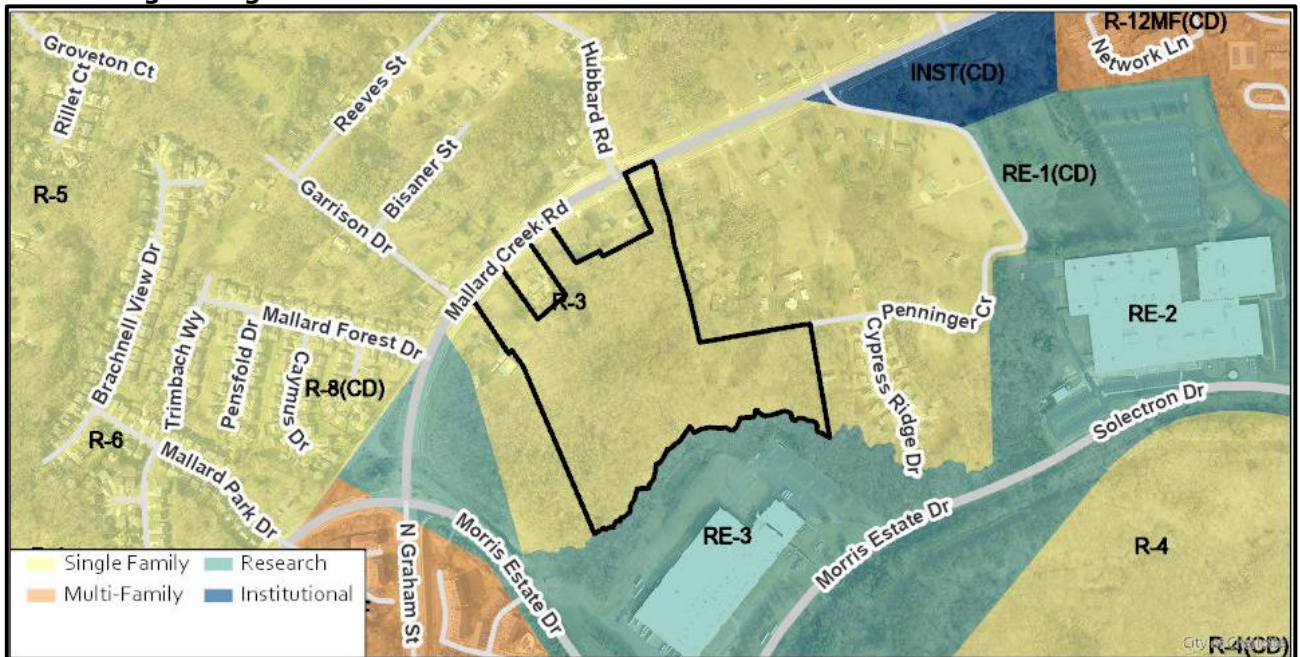 R-12MF(CD)
Network Ln
Groveton Ct
Rillet Ct
Reeves St
Hubbard Rd
INST(CD)
Bisaner St
RE-1(CD)
R-5
Garrison Dr
Mallard Creek Rd
Brachnell View Dr
R-3
Penninger Cr
RE-2
Trimbach Wy
Pensfold Dr
Mallard Forest Dr
Caymus Dr
R-8(CD)
Cypress Ridge Dr
Solectron Dr
R-6
Mallard Park Dr
Morris Estate Dr
RE-3
Morris Estate Dr
R-4
N Graham St
Single Family
Research
Multi-Family
Institutional
R-4(CD)